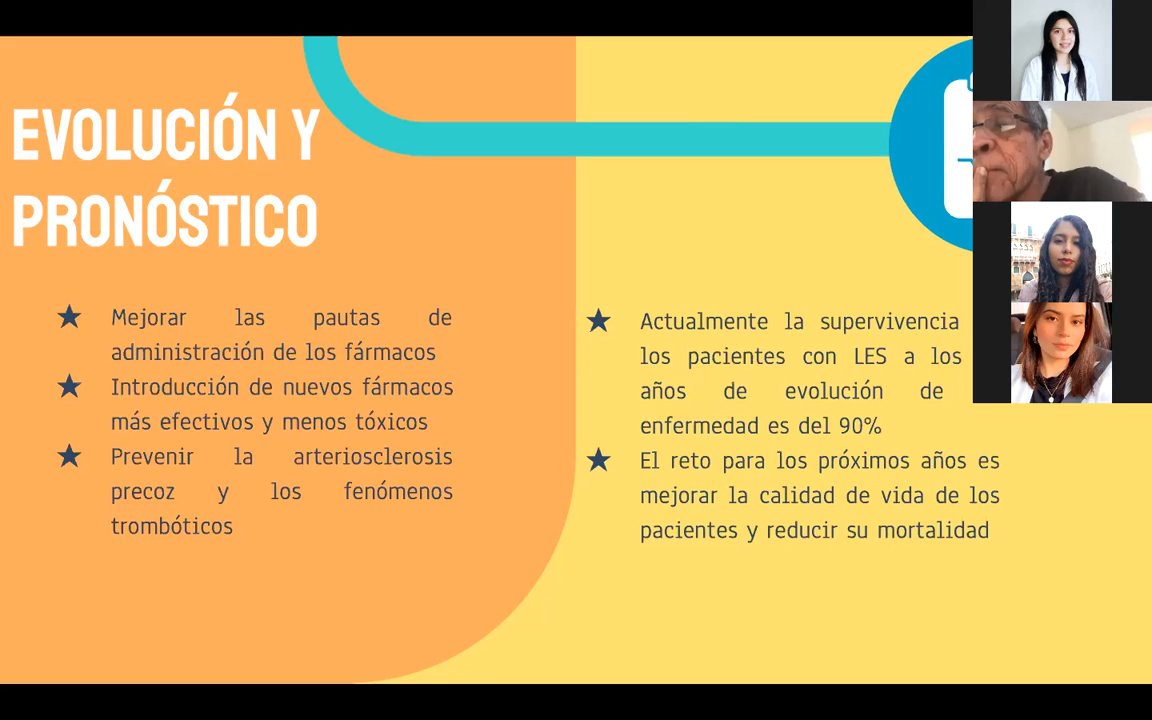 EVOLUCIÓN Y
PRONÓSTICO
Mejorar las pautas de
administración de los fármacos
Introducción de nuevos fármacos
más efectivos y menos tóxicos
Prevenir la arteriosclerosis
precoz y los fenómenos
trombóticos
Actualmente la supervivencia
los pacientes con LES a los
años de evolución de
enfermedad es del 90%
El reto para los próximos años es
mejorar la calidad de vida de los
pacientes y reducir su mortalidad